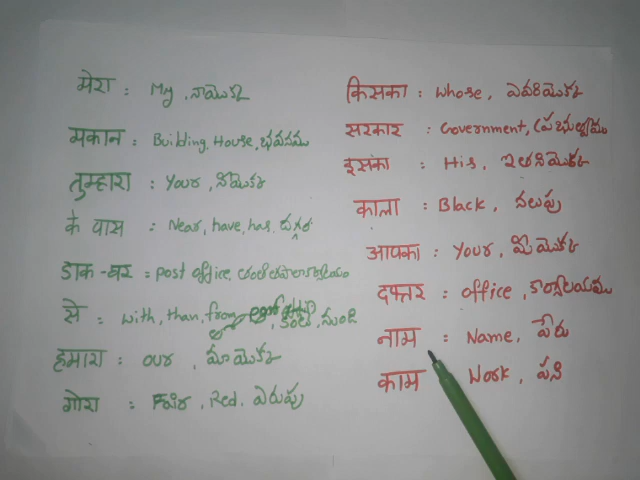 मेरा : My, నాయొక్క
मकान : Building, House, భవనము
तुम्हारा : Your, నీయొక్క
के पास : Near, have, has, దగ్గర
डाक-घर : post office, తంతితపాలాకార్యాలయం
से : with, than, from, కంటె, నుండి
हमारा : our, మాయొక్క
गोरा : Fair, Red, ఎరుపు
किसका : Whose, ఎవరియొక్క
सरकार : Government, ప్రభుత్వము
इसका : His, ఇతనియొక్క
काला : Black, నలుపు
आपका : Your, మీయొక్క
दफ्तर : office, కార్యాలయము
नाम : Name, పేరు
काम : Work, పని